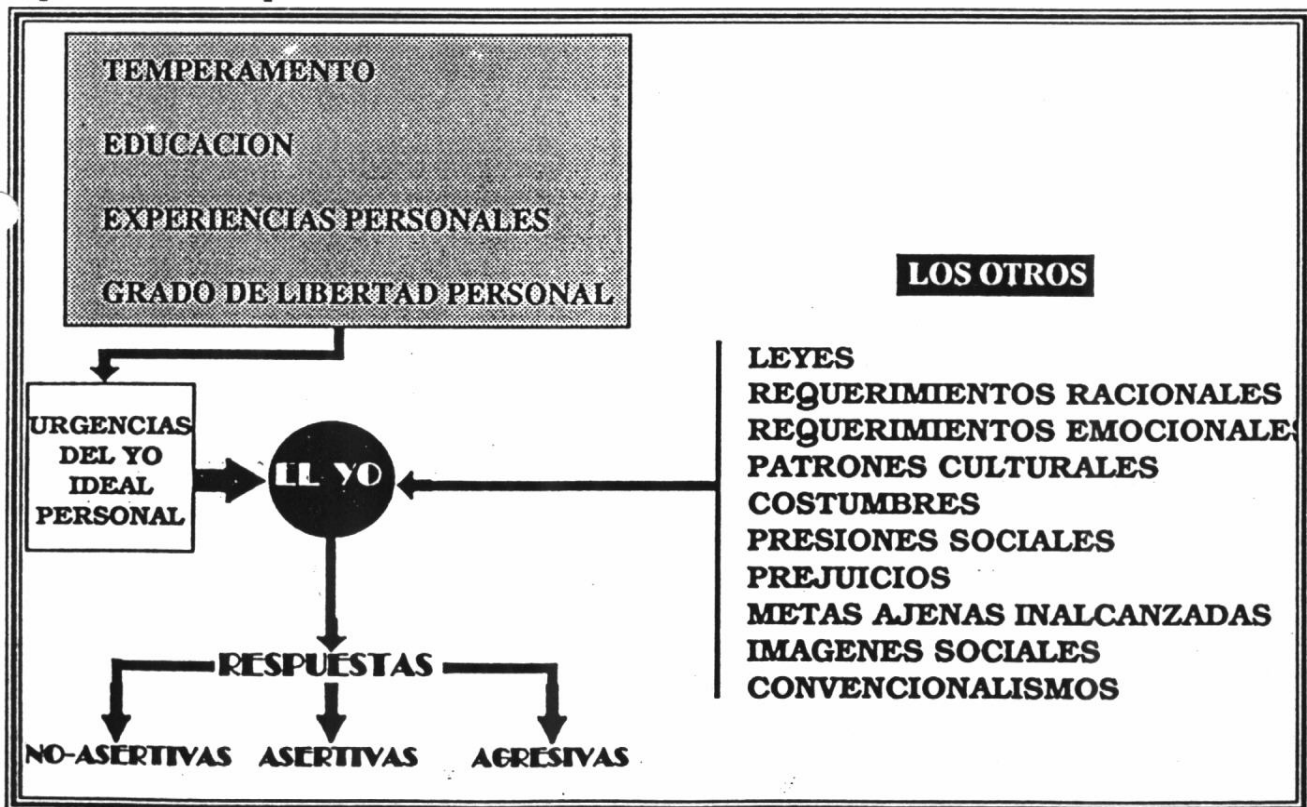 TEMPERAMENTO
EDUCACION
EXPERIENCIAS PERSONALES
GRADO DE LIBERTAD PERSONAL
LOS OTROS
LEYES
REQUERIMIENTOS RACIONALES
REQUERIMIENTOS EMOCIONALES
PATRONES CULTURALES
COSTUMBRES
PRESIONES SOCIALES
PREJUICIOS
METAS AJENAS INALCANZADAS
IMAGENES SOCIALES
CONVENCIONALISMOS
URGENCIAS
DEL YO
IDEAL
PERSONAL
EL YO
RESPUESTAS
NO-ASERTIVAS
ASERTIVAS
AGRESIVAS